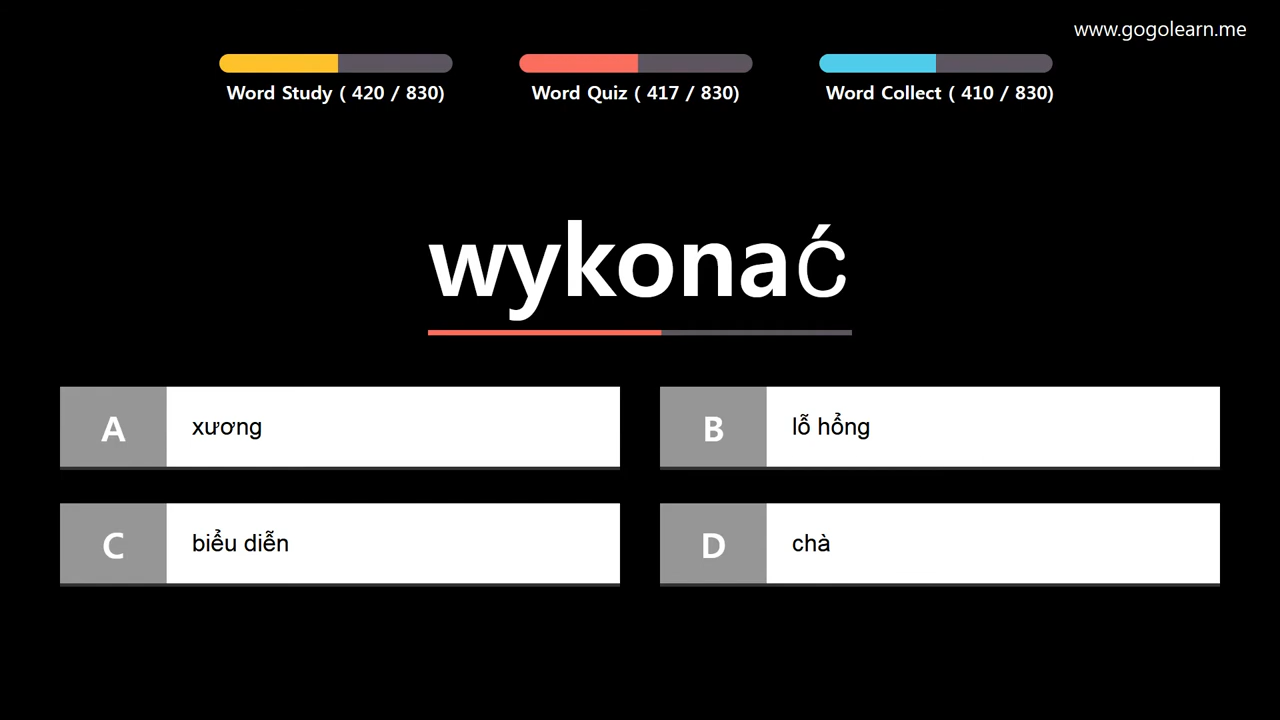 www.gogolearn.me
Word Study ( 420 / 830)
Word Quiz ( 417 / 830)
Word Collect ( 410 / 830)
wykonać
A xương
B lỗ hổng
C biểu diễn
D chà